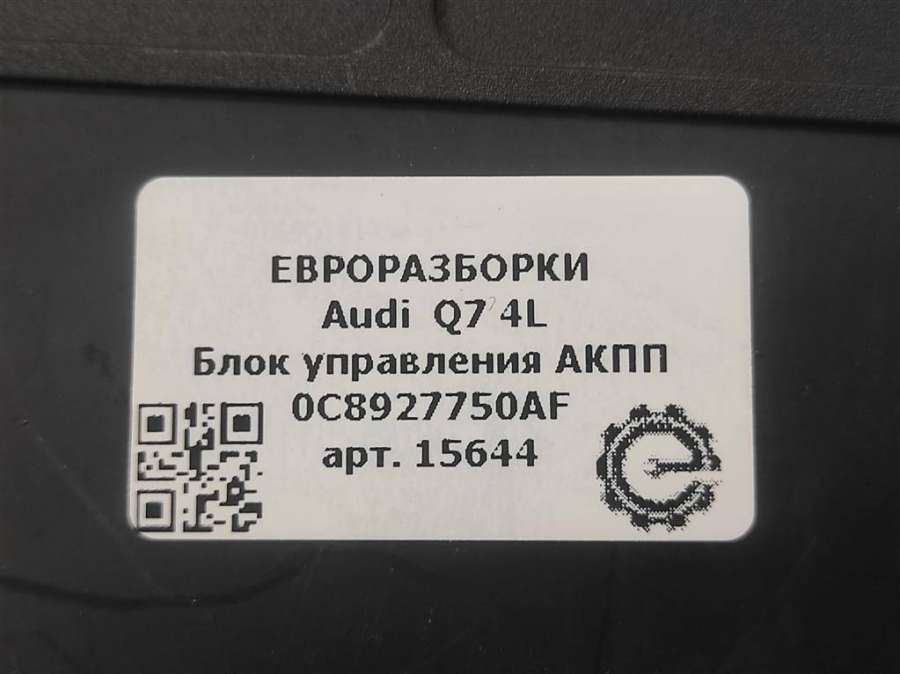 ЕВРОРАЗБОРКИ
Audi Q7 4L
Блок управления АКПП
0C8927750AF
арт. 15644